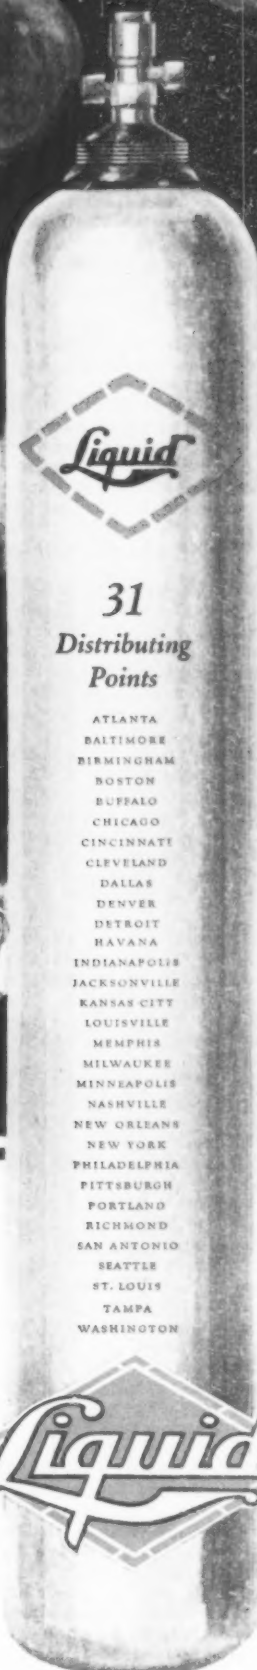 Liquid
31
Distributing
Points
ATLANTA
BALTIMORE
BIRMINGHAM
BOSTON
BUFFALO
CHICAGO
CINCINNATI
CLEVELAND
DALLAS
DENVER
DETROIT
HAVANA
INDIANAPOLIS
JACKSONVILLE
KANSAS CITY
LOUISVILLE
MEMPHIS
MILWAUKEE
MINNEAPOLIS
NASHVILLE
NEW ORLEANS
NEW YORK
PHILADELPHIA
PITTSBURGH
PORTLAND
RICHMOND
SAN ANTONIO
SEATTLE
ST. LOUIS
TAMPA
WASHINGTON
Liquid